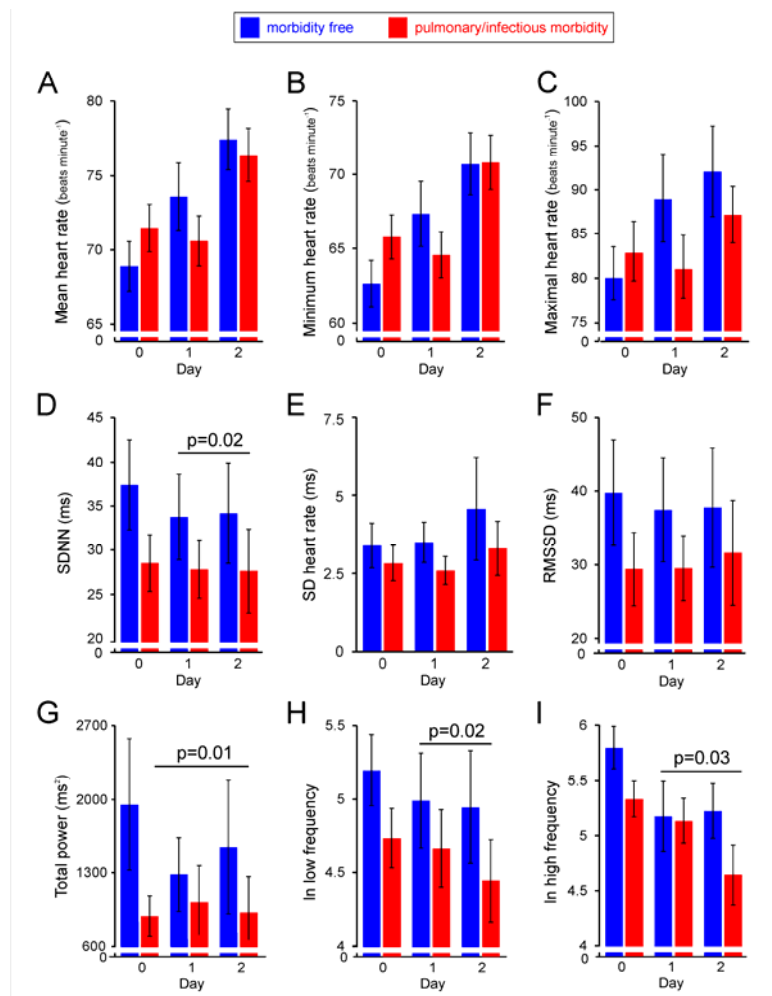 morbidity free
pulmonary/infectious morbidity
A
Mean heart rate (beats minute⁻¹)
80
75
70
65
0
0 1 2
Day
B
Minimum heart rate (beats minute⁻¹)
75
70
65
60
0
0 1 2
Day
C
Maximal heart rate (beats minute⁻¹)
100
95
90
85
80
75
0
0 1 2
Day
D
SDNN (ms)
45
40
35
30
25
20
0
p=0.02
0 1 2
Day
E
SD heart rate (ms)
7.5
5
2.5
0
0 1 2
Day
F
RMSSD (ms)
50
40
30
20
0
0 1 2
Day
G
Total power (ms²)
2700
2000
1300
600
0
p=0.01
0 1 2
Day
H
ln low frequency
5.5
5
4.5
4
0
p=0.02
0 1 2
Day
I
ln high frequency
6
5.5
5
4.5
4
0
p=0.03
0 1 2
Day